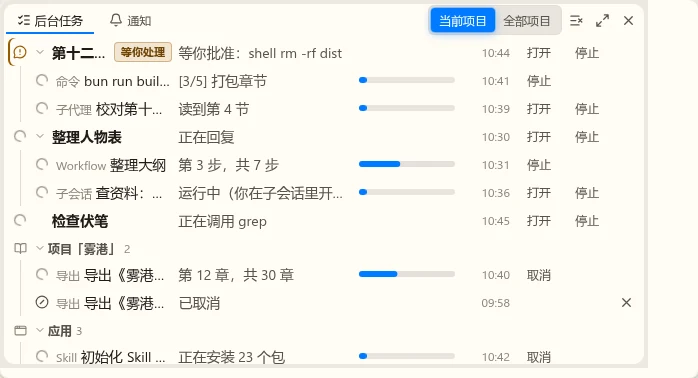 后台任务 通知 当前项目 全部项目
第十二... 等你处理 等你批准：shell rm -rf dist 10:44 打开 停止
命令 bun run buil... [3/5] 打包章节 10:41 停止
子代理 校对第十... 读到第 4 节 10:39 打开 停止
整理人物表 正在回复 10:30 打开 停止
Workflow 整理大纲 第 3 步，共 7 步 10:31 停止
子会话 查资料：... 运行中（你在子会话里开... 10:36 打开 停止
检查伏笔 正在调用 grep 10:45 打开 停止
项目「雾港」 2
导出 导出《雾港... 第 12 章，共 30 章 10:40 取消
导出 导出《雾港... 已取消 09:58
应用 3
Skill 初始化 Skill ... 正在安装 23 个包 10:42 取消